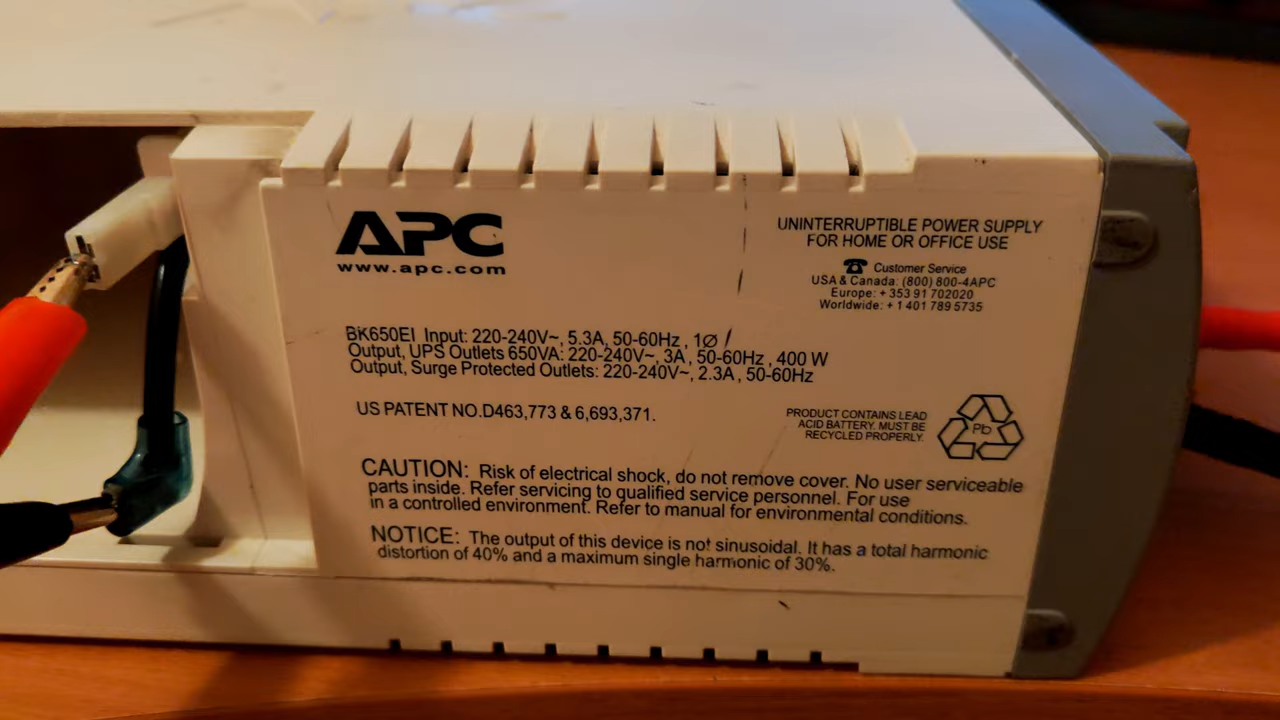 APC
www.apc.com
UNINTERRUPTIBLE POWER SUPPLY
FOR HOME OR OFFICE USE
Customer Service
USA & Canada: (800) 800-4APC
Europe: +353 91 702020
Worldwide: +1 401 789 5735
BK650EI Input: 220-240V~, 5.3A, 50-60Hz, 1Ø
Output, UPS Outlets 650VA: 220-240V~, 3A, 50-60Hz, 400 W
Output, Surge Protected Outlets: 220-240V~, 2.3A, 50-60Hz
US PATENT NO.D463,773 & 6,693,371.
PRODUCT CONTAINS LEAD
ACID BATTERY. MUST BE
RECYCLED PROPERLY.
Pb
CAUTION: Risk of electrical shock, do not remove cover. No user serviceable
parts inside. Refer servicing to qualified service personnel. For use
in a controlled environment. Refer to manual for environmental conditions.
NOTICE: The output of this device is not sinusoidal. It has a total harmonic
distortion of 40% and a maximum single harmonic of 30%.